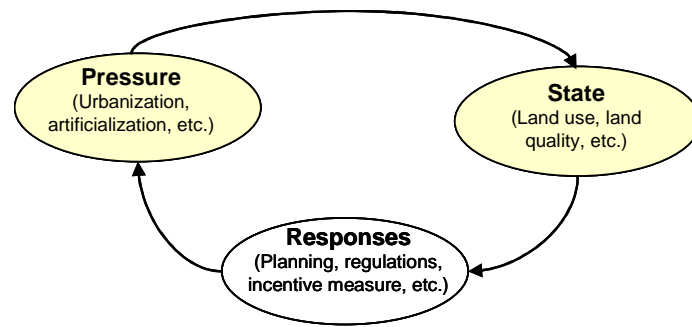 Pressure
(Urbanization,
artificialization, etc.)
State
(Land use, land
quality, etc.)
Responses
(Planning, regulations,
incentive measure, etc.)